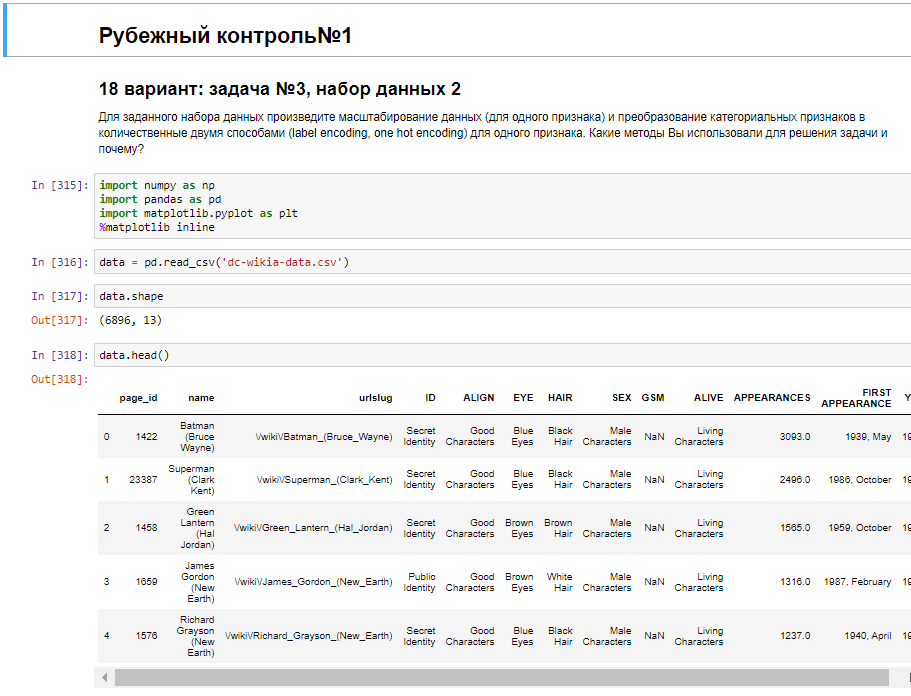 Рубежный контроль№1
18 вариант: задача №3, набор данных 2
Для заданного набора данных произведите масштабирование данных (для одного признака) и преобразование категориальных признаков в
количественные двумя способами (label encoding, one hot encoding) для одного признака. Какие методы Вы использовали для решения задачи и
почему?
In [315]: import numpy as np
import pandas as pd
import matplotlib.pyplot as plt
%matplotlib inline
In [316]: data = pd.read_csv('dc-wikia-data.csv')
In [317]: data.shape
Out[317]: (6896, 13)
In [318]: data.head()
Out[318]:
page_id name urlslug ID ALIGN EYE HAIR SEX GSM ALIVE APPEARANCES FIRST APPEARANCE Y
0 1422 Batman (Bruce Wayne) \/wiki\/Batman_(Bruce_Wayne) Secret Identity Good Characters Blue Eyes Black Hair Male Characters NaN Living Characters 3093.0 1939, May 19
1 23387 Superman (Clark Kent) \/wiki\/Superman_(Clark_Kent) Secret Identity Good Characters Blue Eyes Black Hair Male Characters NaN Living Characters 2496.0 1986, October 19
2 1458 Green Lantern (Hal Jordan) \/wiki\/Green_Lantern_(Hal_Jordan) Secret Identity Good Characters Brown Eyes Brown Hair Male Characters NaN Living Characters 1565.0 1959, October 19
3 1659 James Gordon (New Earth) \/wiki\/James_Gordon_(New_Earth) Public Identity Good Characters Brown Eyes White Hair Male Characters NaN Living Characters 1316.0 1987, February 19
4 1576 Richard Grayson (New Earth) \/wiki\/Richard_Grayson_(New_Earth) Secret Identity Good Characters Blue Eyes Black Hair Male Characters NaN Living Characters 1237.0 1940, April 19